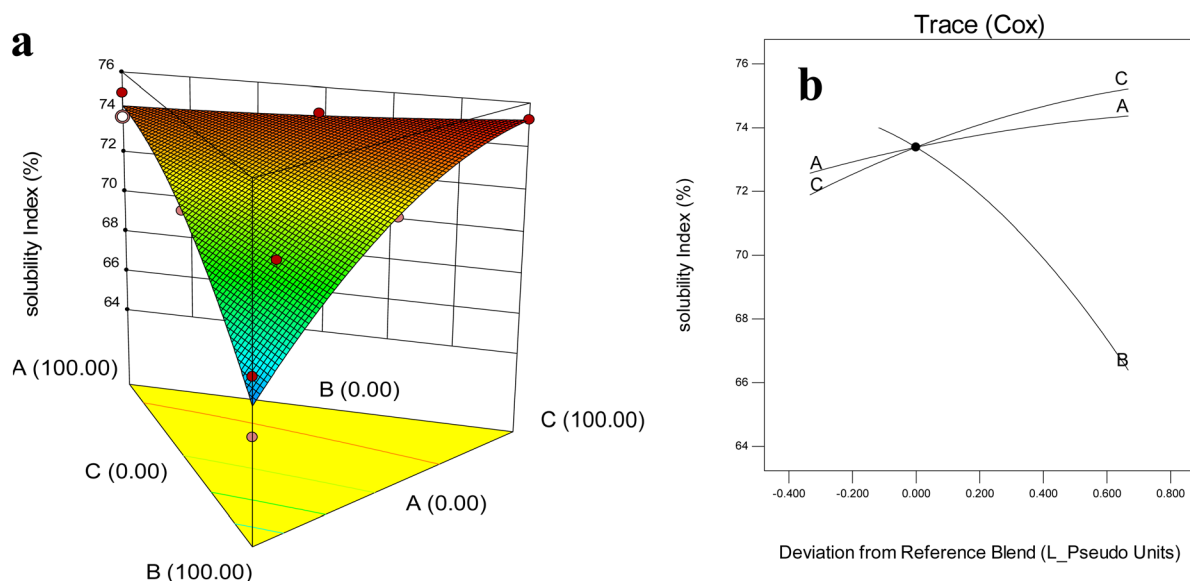 a
76
74
72
70
68
66
64
solubility Index (%)
A (100.00)
B (0.00)
C (100.00)
C (0.00)
A (0.00)
B (100.00)
Trace (Cox)
b
76
74
72
70
68
66
64
solubility Index (%)
C
A
A
C
B
-0.400
-0.200
0.000
0.200
0.400
0.600
0.800
Deviation from Reference Blend (L_Pseudo Units)